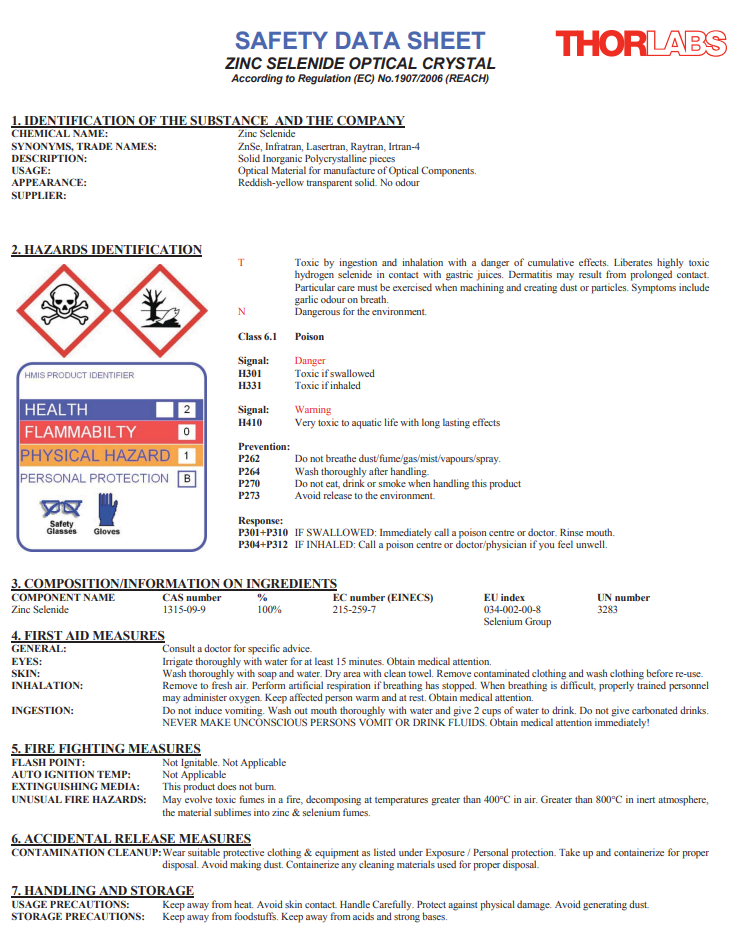 SAFETY DATA SHEET
THORLABS
ZINC SELENIDE OPTICAL CRYSTAL
According to Regulation (EC) No.1907/2006 (REACH)
1. IDENTIFICATION OF THE SUBSTANCE AND THE COMPANY
CHEMICAL NAME: Zinc Selenide
SYNONYMS, TRADE NAMES: ZnSe, Infratran, Lasertran, Raytran, Irtran-4
DESCRIPTION: Solid Inorganic Polycrystalline pieces
USAGE: Optical Material for manufacture of Optical Components.
APPEARANCE: Reddish-yellow transparent solid. No odour
SUPPLIER:
2. HAZARDS IDENTIFICATION
T Toxic by ingestion and inhalation with a danger of cumulative effects. Liberates highly toxic
hydrogen selenide in contact with gastric juices. Dermatitis may result from prolonged contact.
Particular care must be exercised when machining and creating dust or particles. Symptoms include
garlic odour on breath.
N Dangerous for the environment.
Class 6.1 Poison
Signal: Danger
H301 Toxic if swallowed
H331 Toxic if inhaled
Signal: Warning
H410 Very toxic to aquatic life with long lasting effects
Prevention:
P262 Do not breathe dust/fume/gas/mist/vapours/spray.
P264 Wash thoroughly after handling.
P270 Do not eat, drink or smoke when handling this product
P273 Avoid release to the environment.
Response:
P301+P310 IF SWALLOWED: Immediately call a poison centre or doctor. Rinse mouth.
P304+P312 IF INHALED: Call a poison centre or doctor/physician if you feel unwell.
HMIS PRODUCT IDENTIFIER
HEALTH 2
FLAMMABILTY 0
PHYSICAL HAZARD 1
PERSONAL PROTECTION B
Safety
Glasses
Gloves
3. COMPOSITION/INFORMATION ON INGREDIENTS
COMPONENT NAME CAS number % EC number (EINECS) EU index UN number
Zinc Selenide 1315-09-9 100% 215-259-7 034-002-00-8 3283
Selenium Group
4. FIRST AID MEASURES
GENERAL: Consult a doctor for specific advice.
EYES: Irrigate thoroughly with water for at least 15 minutes. Obtain medical attention.
SKIN: Wash thoroughly with soap and water. Dry area with clean towel. Remove contaminated clothing and wash clothing before re-use.
INHALATION: Remove to fresh air. Perform artificial respiration if breathing has stopped. When breathing is difficult, properly trained personnel
may administer oxygen. Keep affected person warm and at rest. Obtain medical attention.
INGESTION: Do not induce vomiting. Wash out mouth thoroughly with water and give 2 cups of water to drink. Do not give carbonated drinks.
NEVER MAKE UNCONSCIOUS PERSONS VOMIT OR DRINK FLUIDS. Obtain medical attention immediately!
5. FIRE FIGHTING MEASURES
FLASH POINT: Not Ignitable. Not Applicable
AUTO IGNITION TEMP: Not Applicable
EXTINGUISHING MEDIA: This product does not burn.
UNUSUAL FIRE HAZARDS: May evolve toxic fumes in a fire, decomposing at temperatures greater than 400°C in air. Greater than 800°C in inert atmosphere,
the material sublimes into zinc & selenium fumes.
6. ACCIDENTAL RELEASE MEASURES
CONTAMINATION CLEANUP: Wear suitable protective clothing & equipment as listed under Exposure / Personal protection. Take up and containerize for proper
disposal. Avoid making dust. Containerize any cleaning materials used for proper disposal.
7. HANDLING AND STORAGE
USAGE PRECAUTIONS: Keep away from heat. Avoid skin contact. Handle Carefully. Protect against physical damage. Avoid generating dust.
STORAGE PRECAUTIONS: Keep away from foodstuffs. Keep away from acids and strong bases.